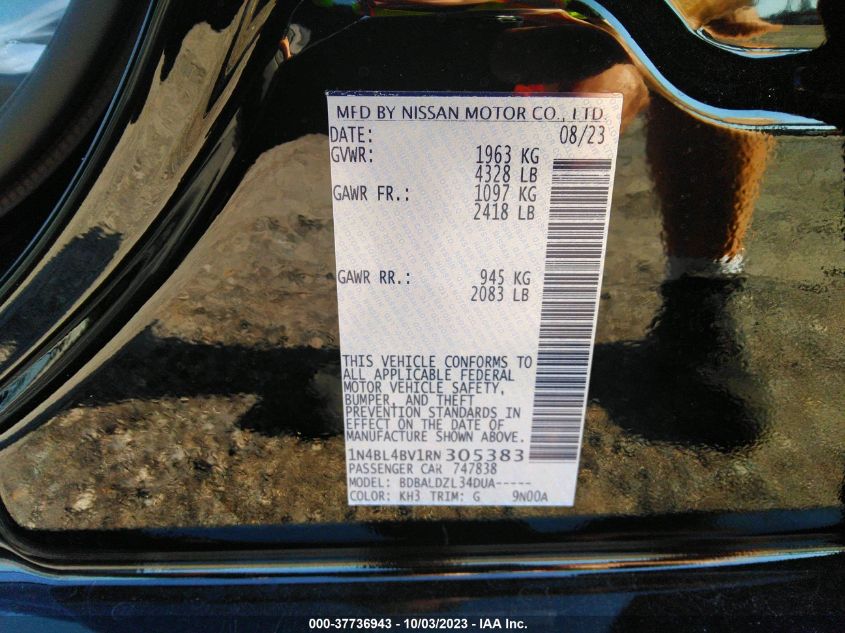 MFD BY NISSAN MOTOR CO., LTD.
DATE: 08/23
GVWR: 1963 KG
4328 LB
GAWR FR.: 1097 KG
2418 LB
GAWR RR.: 945 KG
2083 LB
THIS VEHICLE CONFORMS TO
ALL APPLICABLE FEDERAL
MOTOR VEHICLE SAFETY,
BUMPER, AND THEFT
PREVENTION STANDARDS IN
EFFECT ON THE DATE OF
MANUFACTURE SHOWN ABOVE.
1N4BL4BV1RN305383
PASSENGER CAR 747838
MODEL: BDBALDZL34DUA-----
COLOR: KH3 TRIM: G 9N00A
000-37736943 - 10/03/2023 - IAA Inc.